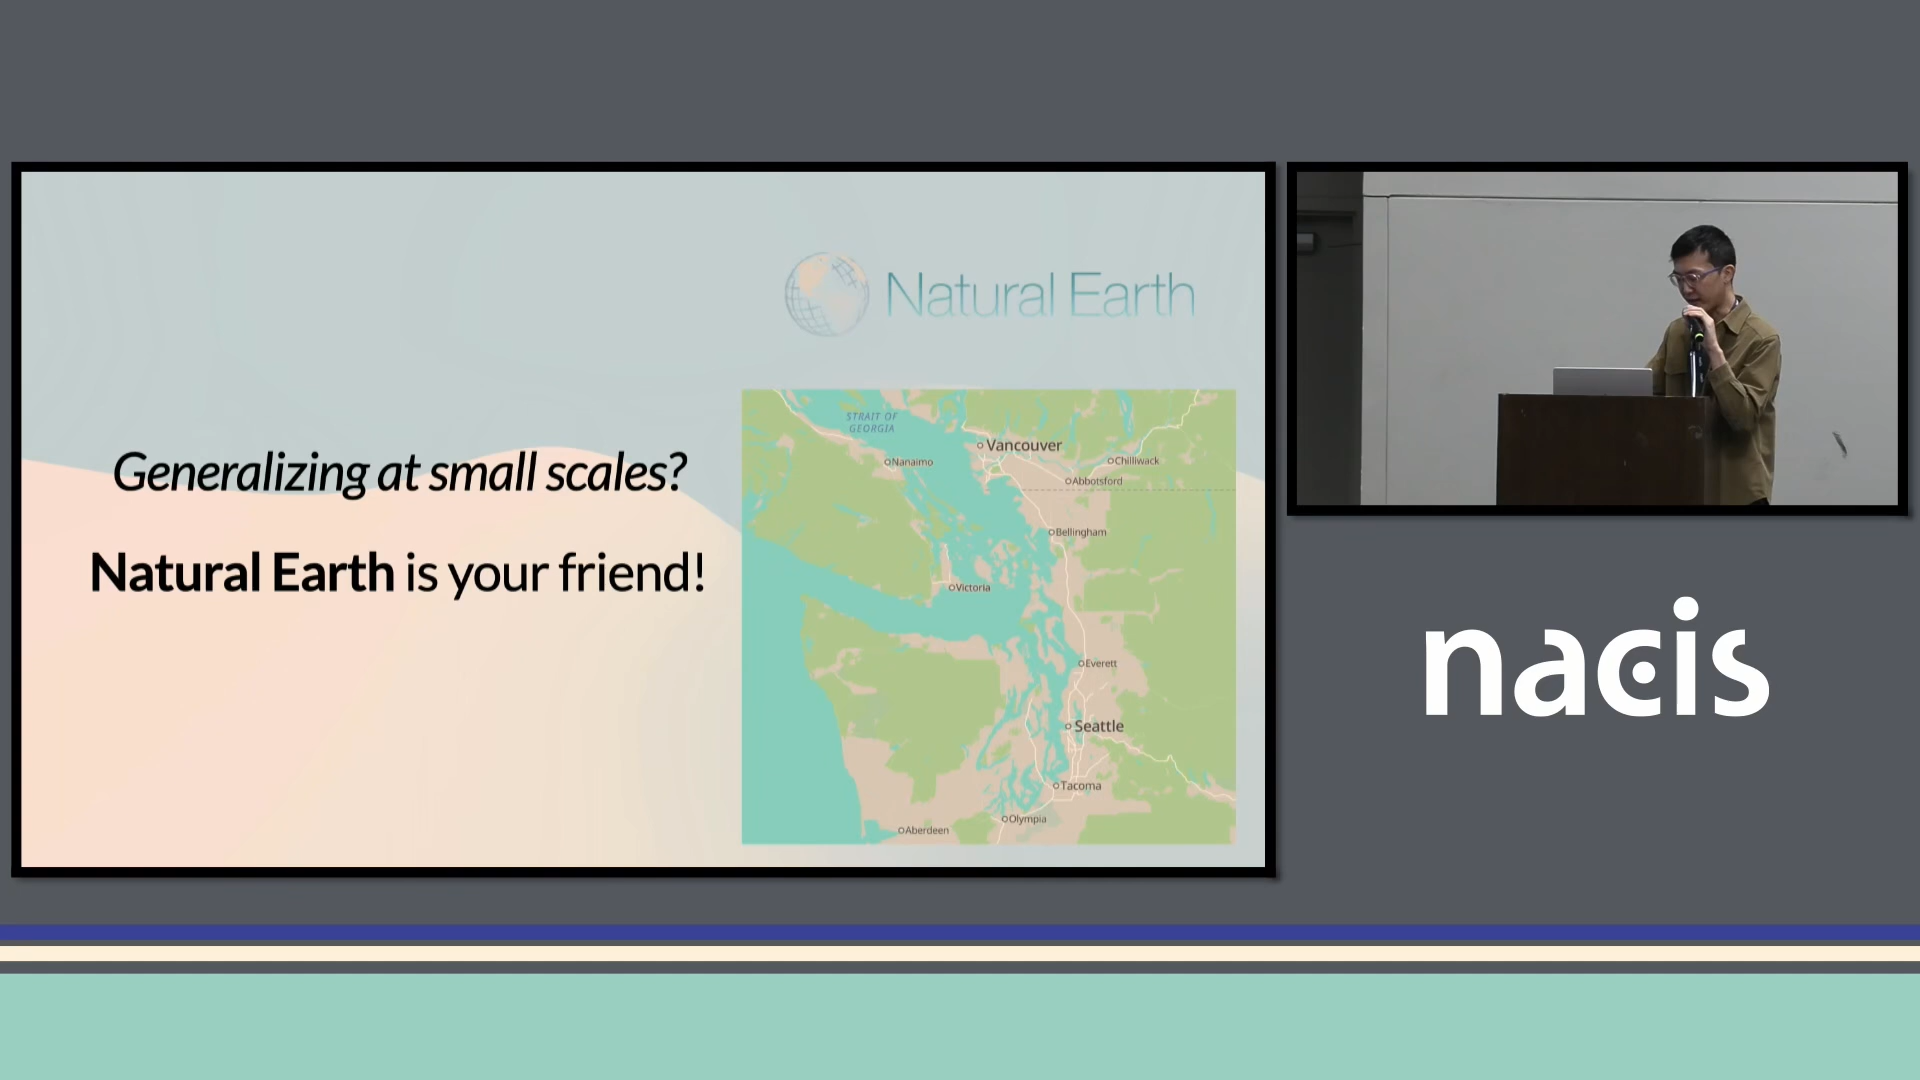 Natural Earth
Generalizing at small scales?
Natural Earth is your friend!
STRAIT OF
GEORGIA
Vancouver
Nanaimo
Chilliwack
Abbotsford
Bellingham
Victoria
Everett
Seattle
Tacoma
Olympia
Aberdeen
nacis